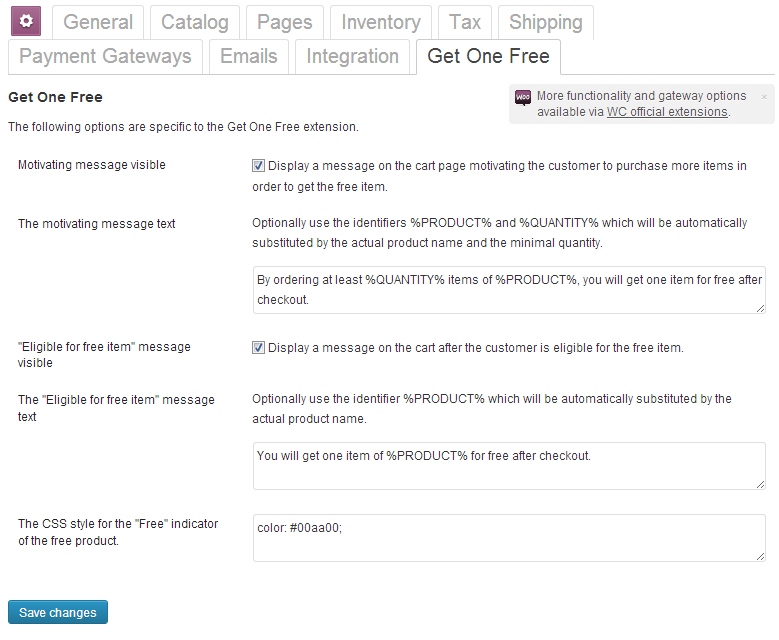 General Catalog Pages Inventory Tax Shipping
Payment Gateways Emails Integration Get One Free
Get One Free
WOO More functionality and gateway options ×
available via WC official extensions.
The following options are specific to the Get One Free extension.
Motivating message visible
Display a message on the cart page motivating the customer to purchase more items in
order to get the free item.
The motivating message text
Optionally use the identifiers %PRODUCT% and %QUANTITY% which will be automatically
substituted by the actual product name and the minimal quantity.
By ordering at least %QUANTITY% items of %PRODUCT%, you will get one item for free after
checkout.
"Eligible for free item" message
visible
Display a message on the cart after the customer is eligible for the free item.
The "Eligible for free item" message
text
Optionally use the identifier %PRODUCT% which will be automatically substituted by the
actual product name.
You will get one item of %PRODUCT% for free after checkout.
The CSS style for the "Free" indicator
of the free product.
color: #00aa00;
Save changes